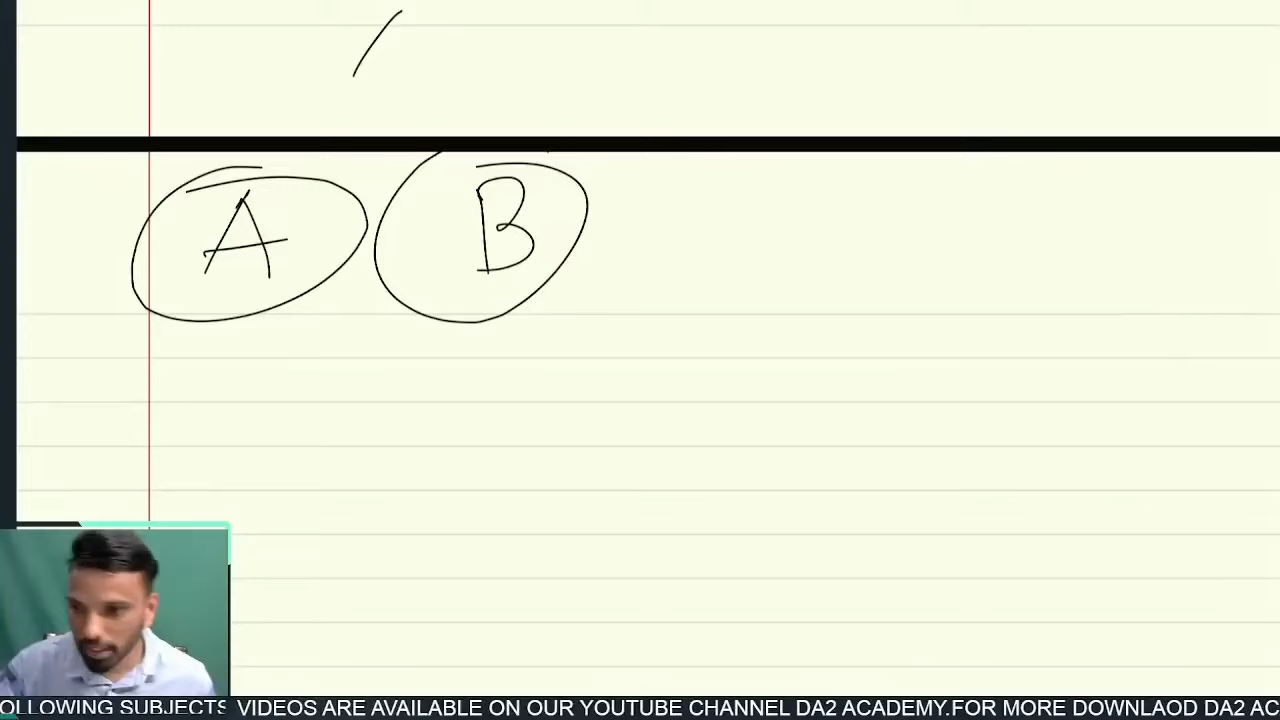 A B
OLLOWING SUBJECTS VIDEOS ARE AVAILABLE ON OUR YOUTUBE CHANNEL DA2 ACADEMY.FOR MORE DOWNLAOD DA2 AC